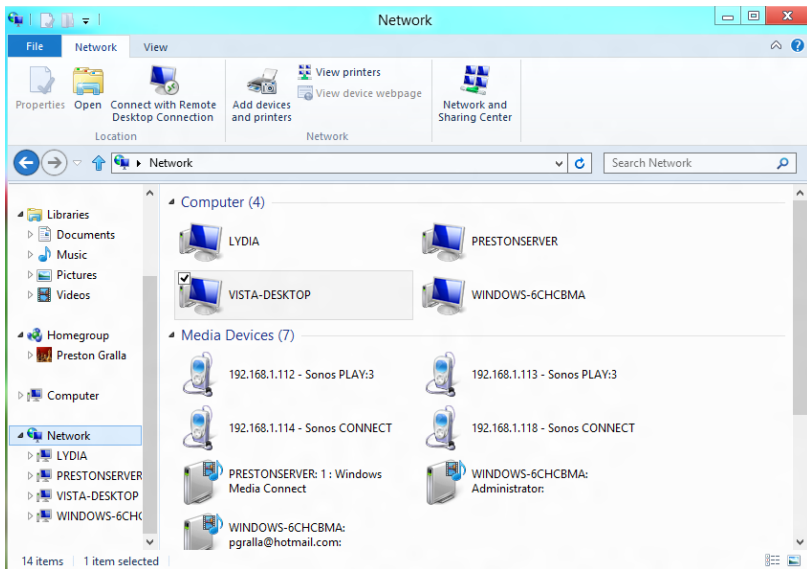 Network
File
Network
View
Properties
Open
Connect with Remote
Desktop Connection
Location
Add devices
and printers
View printers
View device webpage
Network
Network and
Sharing Center
Network
Search Network
Libraries
Documents
Music
Pictures
Videos
Homegroup
Preston Gralla
Computer
Network
LYDIA
PRESTONSERVER
VISTA-DESKTOP
WINDOWS-6CHC
Computer (4)
LYDIA
PRESTONSERVER
VISTA-DESKTOP
WINDOWS-6CHCBMA
Media Devices (7)
192.168.1.112 - Sonos PLAY:3
192.168.1.113 - Sonos PLAY:3
192.168.1.114 - Sonos CONNECT
192.168.1.118 - Sonos CONNECT
PRESTONSERVER: 1 : Windows
Media Connect
WINDOWS-6CHCBMA:
Administrator:
WINDOWS-6CHCBMA:
pgralla@hotmail.com:
14 items
1 item selected